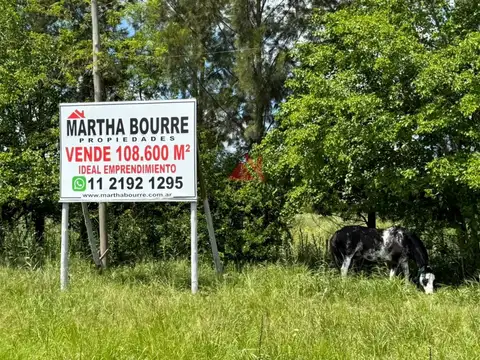 MARTHA BOURRE
PROPIEDADES
VENDE 108.600 M²
IDEAL EMPRENDIMIENTO
11 2192 1295
www.marthabourre.com.ar